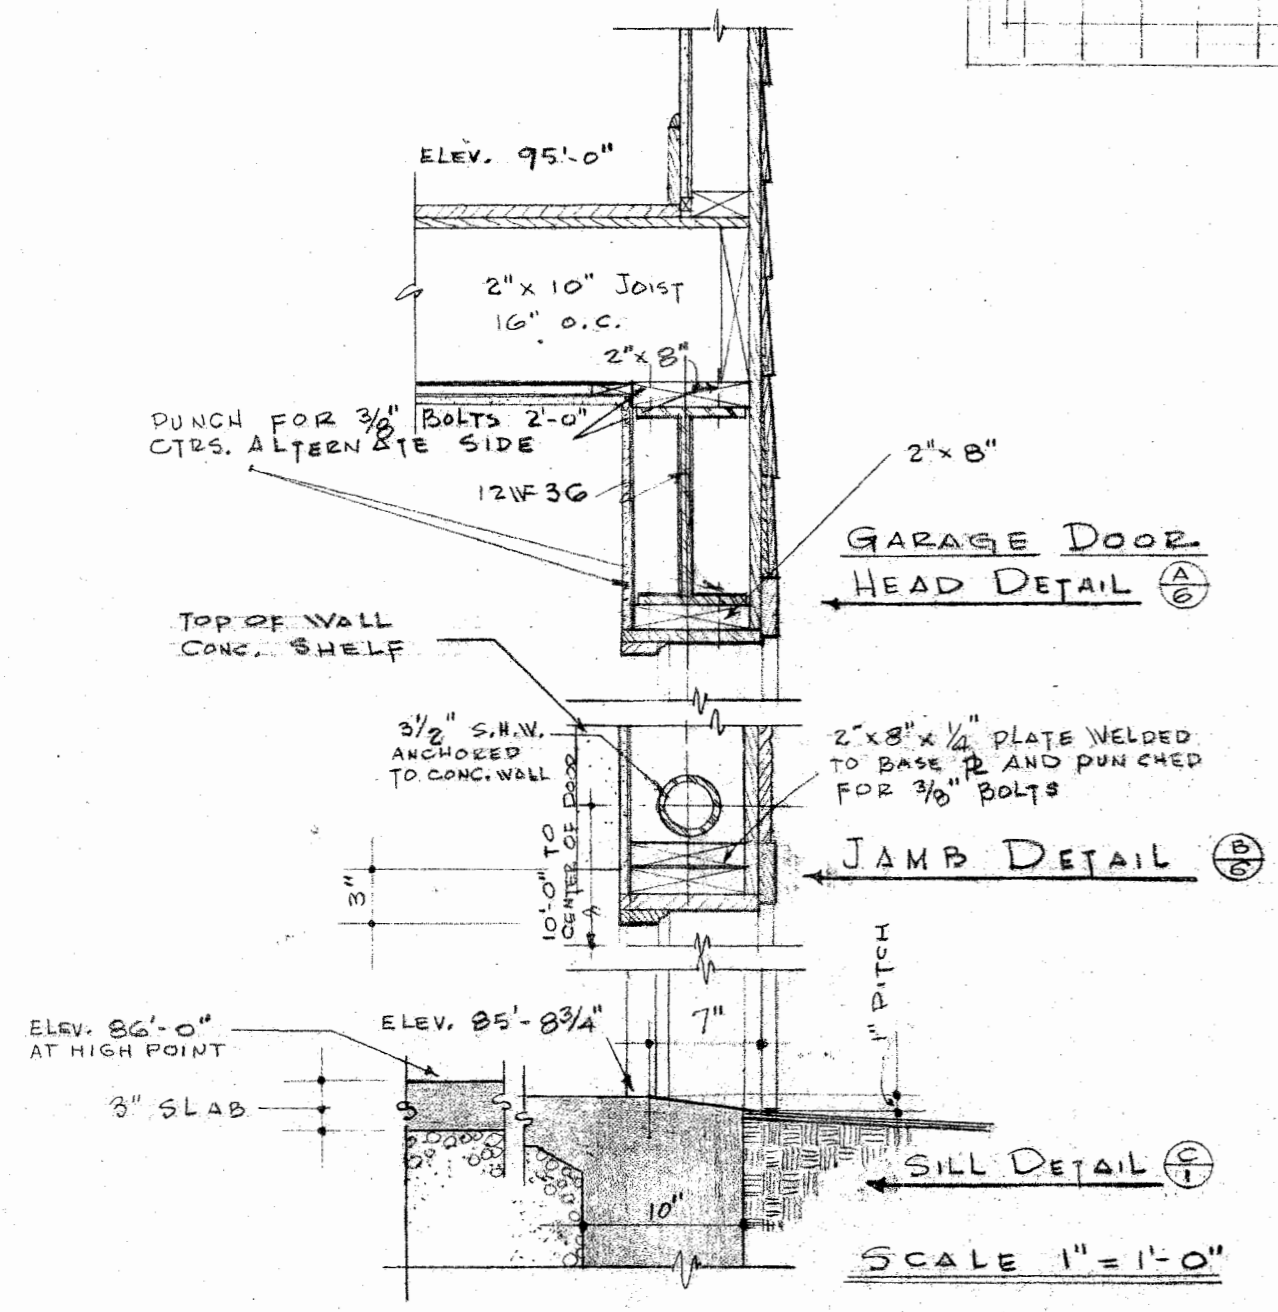 ELEV. 95'-0"
2" x 10" JOIST
16" O.C.
2" x 8"
PUNCH FOR 3/8" BOLTS 2'-0"
CTRS. ALTERNATE SIDE
2" x 8"
12 WF 36
GARAGE DOOR
HEAD DETAIL A/6
TOP OF WALL
CONC. SHELF
3 1/2" S.H.W.
ANCHORED
TO CONC. WALL
2" x 8" x 1/4" PLATE WELDED
TO BASE PL AND PUNCHED
FOR 3/8" BOLTS
JAMB DETAIL B/6
3"
10'-0" TO
CENTER OF DOOR
1" PITCH
ELEV. 86'-0"
AT HIGH POINT
ELEV. 85'-8 3/4"
7"
3" SLAB
SILL DETAIL C/1
10"
SCALE 1" = 1'-0"